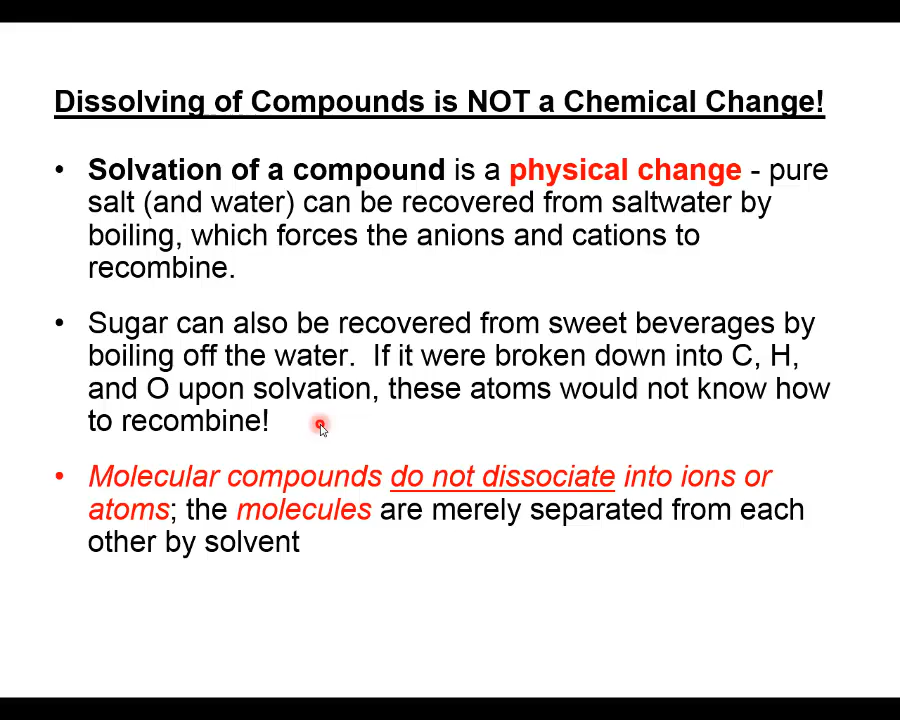 Dissolving of Compounds is NOT a Chemical Change!
• Solvation of a compound is a physical change - pure
salt (and water) can be recovered from saltwater by
boiling, which forces the anions and cations to
recombine.
• Sugar can also be recovered from sweet beverages by
boiling off the water.  If it were broken down into C, H,
and O upon solvation, these atoms would not know how
to recombine!
• Molecular compounds do not dissociate into ions or
atoms; the molecules are merely separated from each
other by solvent